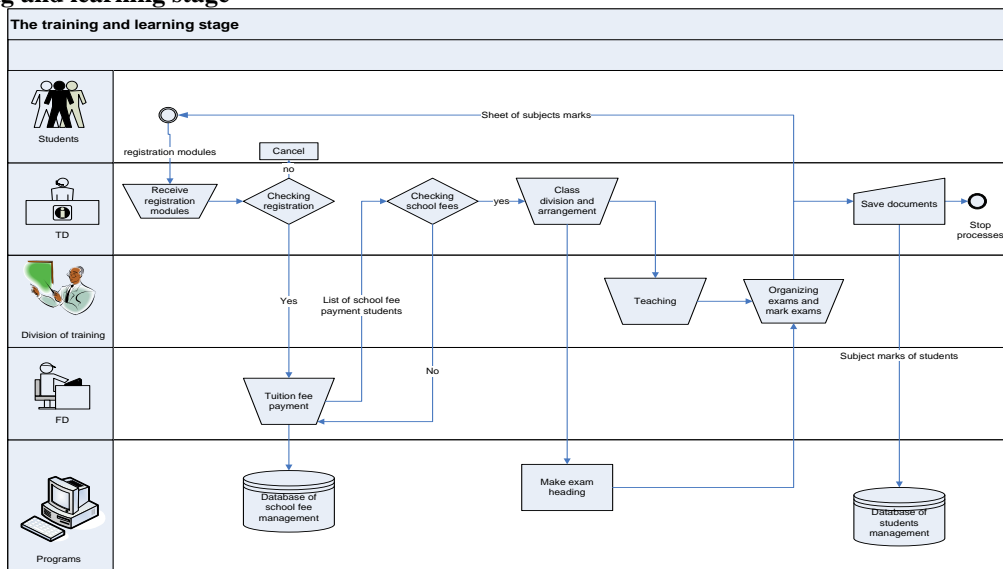 g and learning stage
The training and learning stage
Students
Sheet of subjects marks
registration modules
Cancel
no
TD
Receive
registration
modules
Checking
registration
Checking
school fees
yes
Class
division and
arrangement
Save documents
Stop
processes
Division of training
Yes
List of school fee
payment students
Teaching
Organizing
exams and
mark exams
Subject marks of students
FD
No
Tuition fee
payment
Programs
Database of
school fee
management
Make exam
heading
Database of
students
management